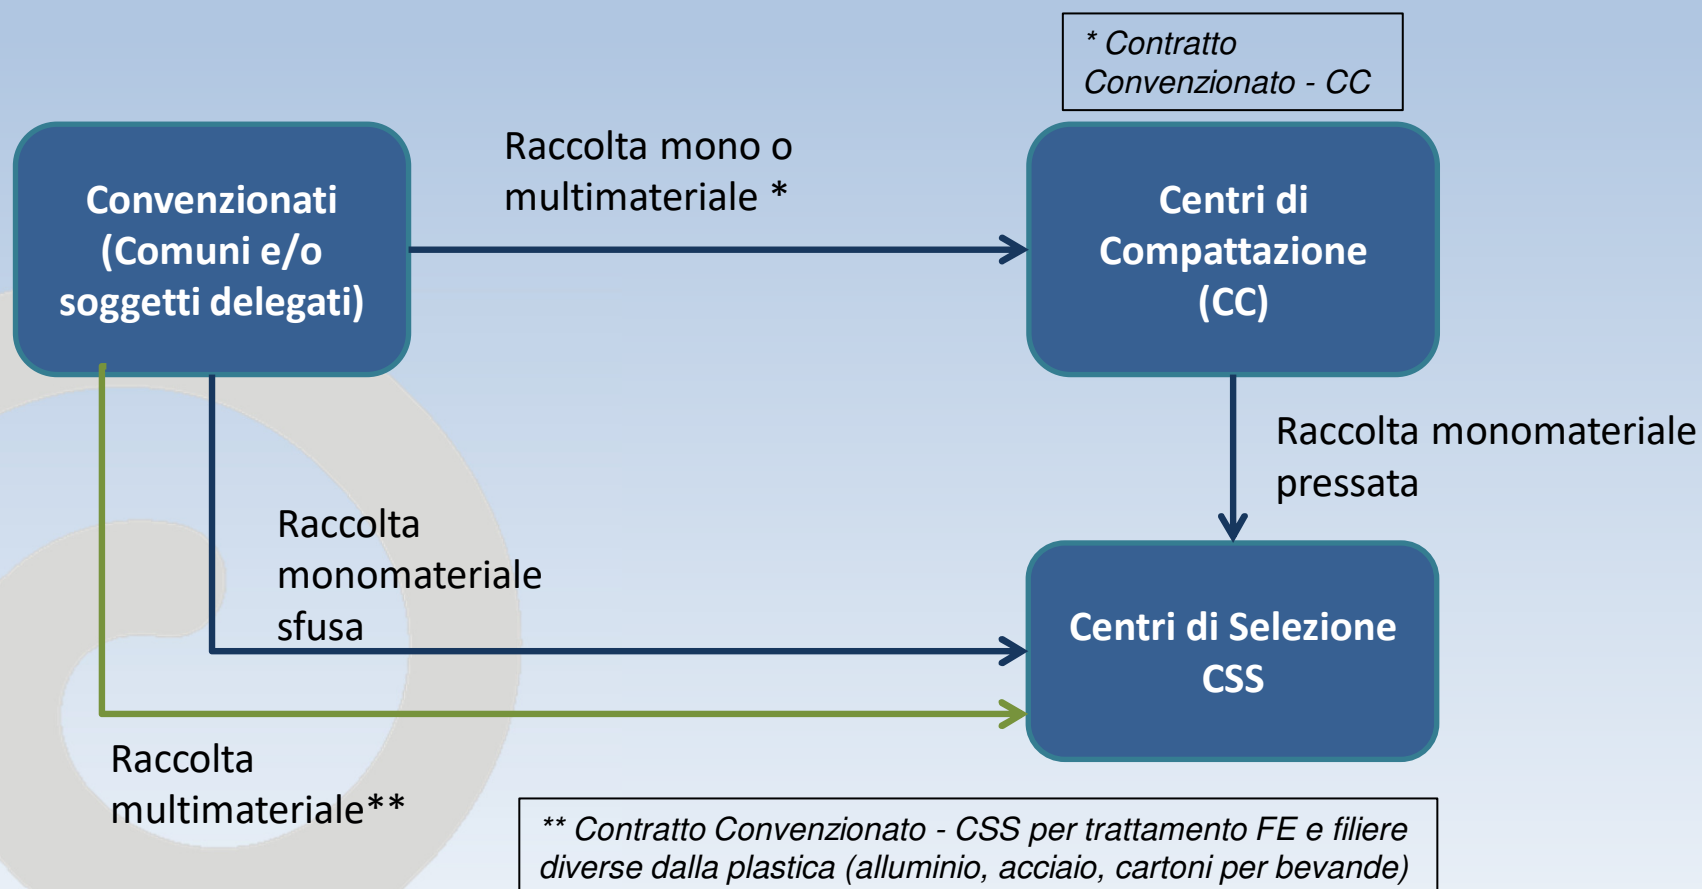 * Contratto
Convenzionato - CC
Convenzionati
(Comuni e/o
soggetti delegati)
Raccolta mono o
multimateriale *
Centri di
Compattazione
(CC)
Raccolta monomateriale
pressata
Raccolta
monomateriale
sfusa
Centri di Selezione
CSS
Raccolta
multimateriale**
** Contratto Convenzionato - CSS per trattamento FE e filiere
diverse dalla plastica (alluminio, acciaio, cartoni per bevande)